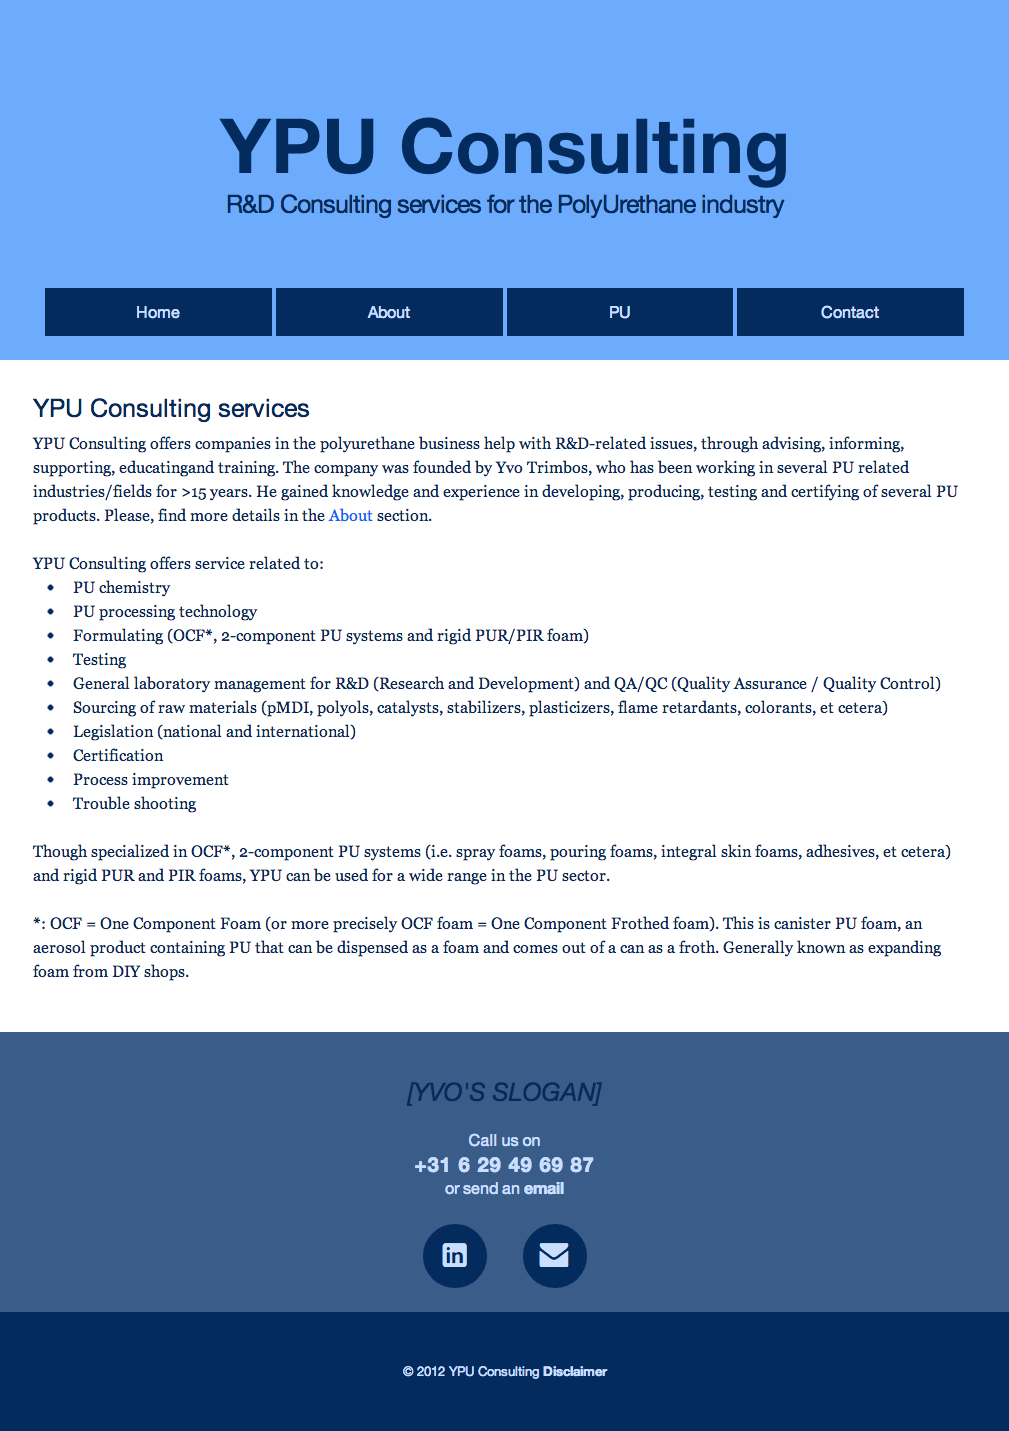 YPU Consulting
R&D Consulting services for the PolyUrethane industry
Home About PU Contact
YPU Consulting services
YPU Consulting offers companies in the polyurethane business help with R&D-related issues, through advising, informing,
supporting, educatingand training. The company was founded by Yvo Trimbos, who has been working in several PU related
industries/fields for >15 years. He gained knowledge and experience in developing, producing, testing and certifying of several PU
products. Please, find more details in the About section.
YPU Consulting offers service related to:
• PU chemistry
• PU processing technology
• Formulating (OCF*, 2-component PU systems and rigid PUR/PIR foam)
• Testing
• General laboratory management for R&D (Research and Development) and QA/QC (Quality Assurance / Quality Control)
• Sourcing of raw materials (pMDI, polyols, catalysts, stabilizers, plasticizers, flame retardants, colorants, et cetera)
• Legislation (national and international)
• Certification
• Process improvement
• Trouble shooting
Though specialized in OCF*, 2-component PU systems (i.e. spray foams, pouring foams, integral skin foams, adhesives, et cetera)
and rigid PUR and PIR foams, YPU can be used for a wide range in the PU sector.
*: OCF = One Component Foam (or more precisely OCF foam = One Component Frothed foam). This is canister PU foam, an
aerosol product containing PU that can be dispensed as a foam and comes out of a can as a froth. Generally known as expanding
foam from DIY shops.
[YVO'S SLOGAN]
Call us on
+31 6 29 49 69 87
or send an email
in
© 2012 YPU Consulting Disclaimer